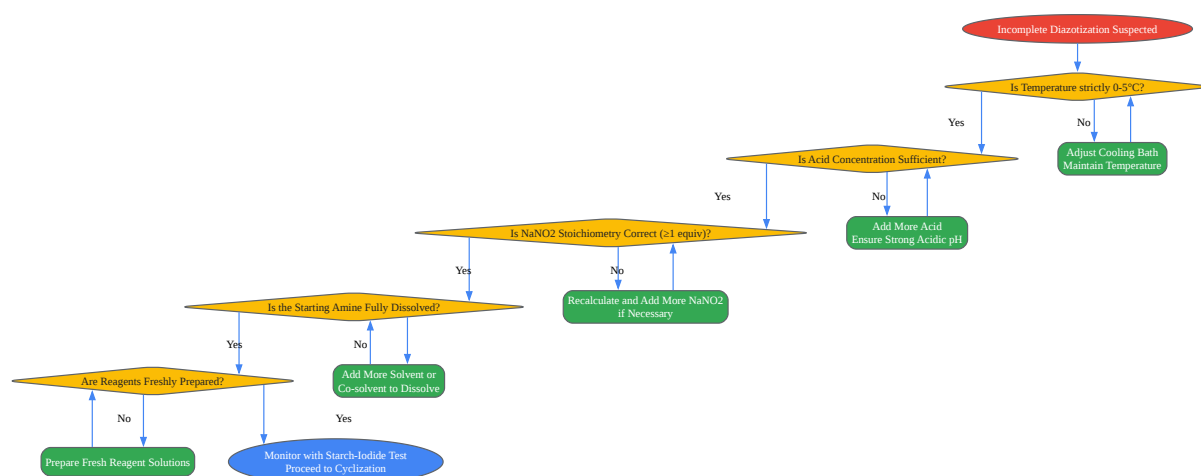 Incomplete Diazotization Suspected
Is Temperature strictly 0-5°C?
Yes
No
Adjust Cooling Bath
Maintain Temperature
Is Acid Concentration Sufficient?
Yes
No
Add More Acid
Ensure Strong Acidic pH
Is NaNO2 Stoichiometry Correct (≥1 equiv)?
Yes
No
Recalculate and Add More NaNO2
if Necessary
Is the Starting Amine Fully Dissolved?
Yes
No
Add More Solvent or
Co-solvent to Dissolve
Are Reagents Freshly Prepared?
No
Yes
Prepare Fresh Reagent Solutions
Monitor with Starch-Iodide Test
Proceed to Cyclization